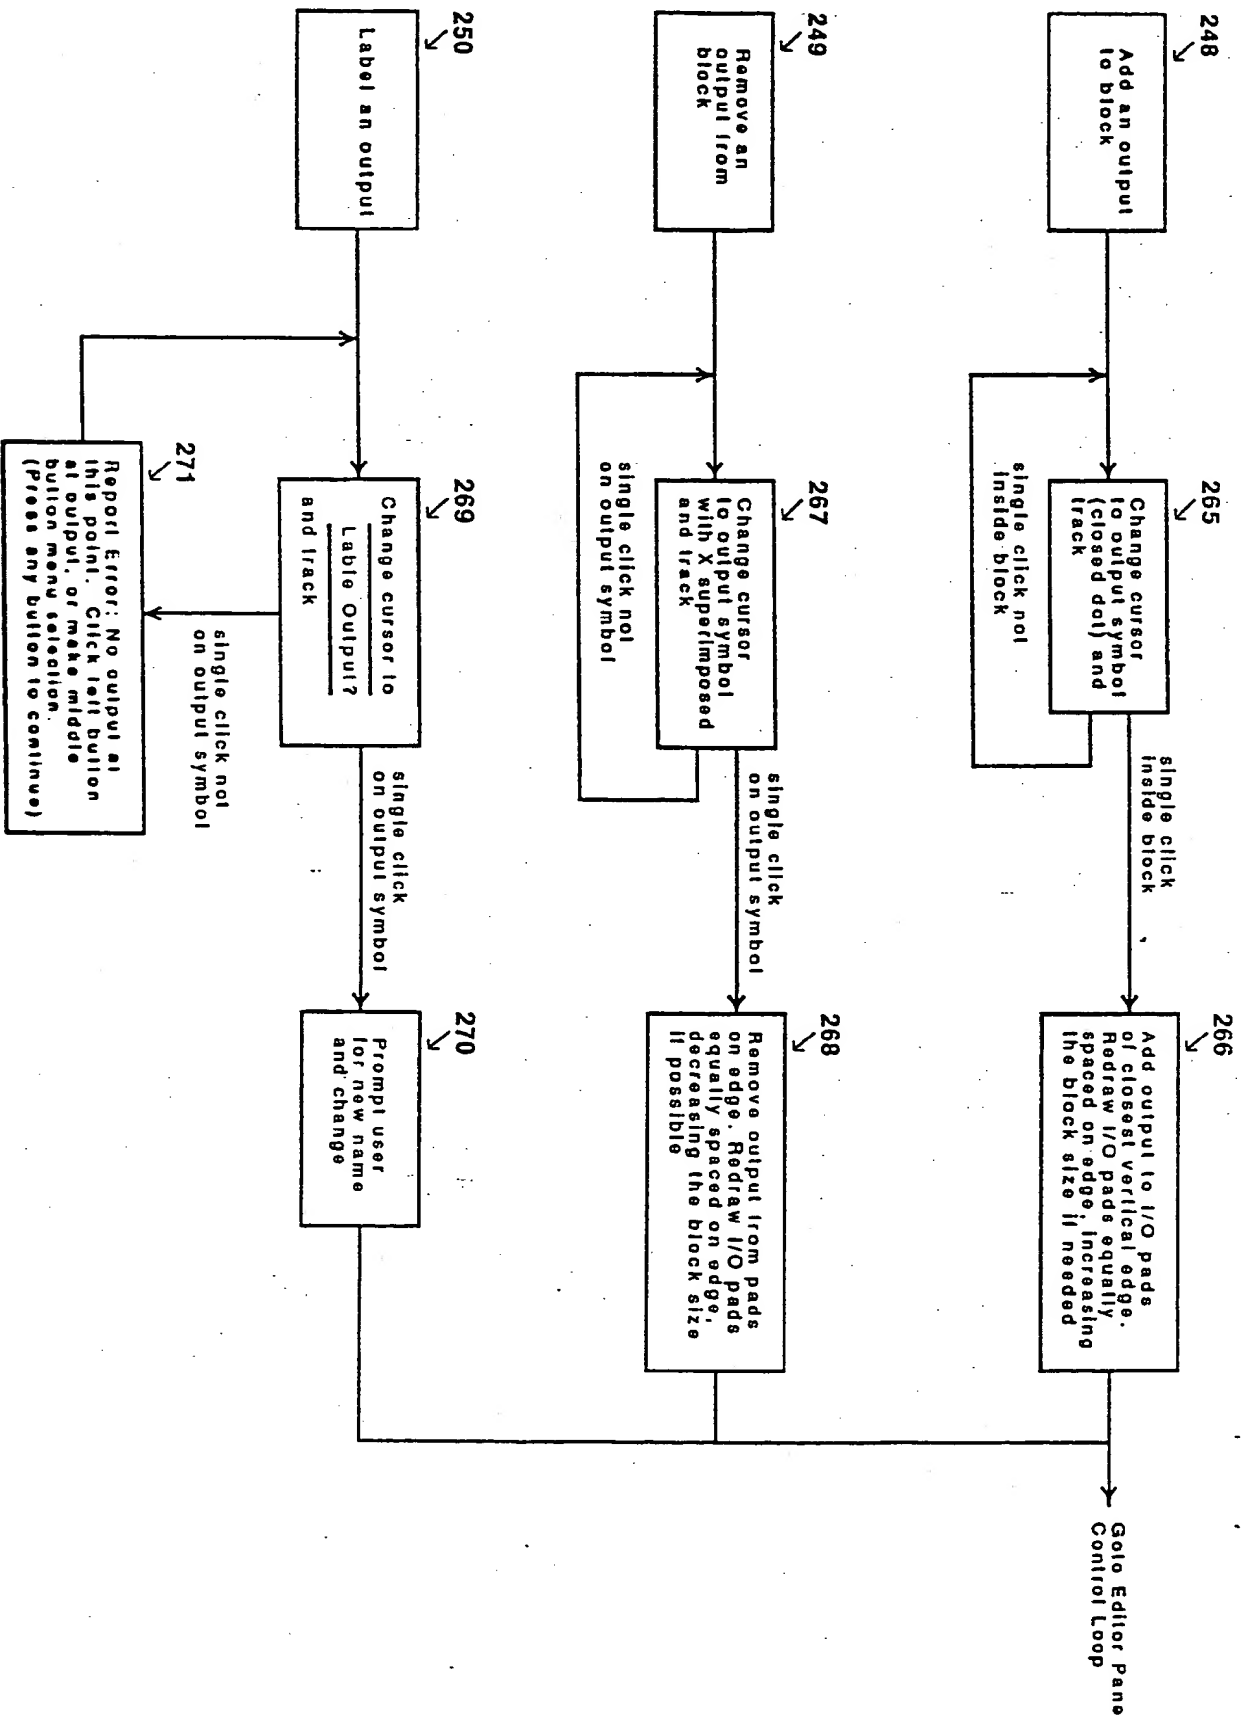 248
Add an output
to block
265
Change cursor
to output symbol
(closed dot) and
track
single click not
inside block
single click
inside block
266
Add output to I/O pads
of closest vertical edge.
Redraw I/O pads equally
spaced on edge, increasing
the block size if needed
Goto Editor Pane
Control Loop
249
Remove an
output from
block
267
Change cursor
to output symbol
with X superimposed
and track
single click not
on output symbol
single click
on output symbol
268
Remove output from pads
on edge. Redraw I/O pads
equally spaced on edge,
decreasing the block size
if possible
250
Label an output
269
Change cursor to
Lable Output?
and track
single click
on output symbol
270
Prompt user
for new name
and change
single click not
on output symbol
271
Report Error: No output at
this point. Click left button
at output, or make middle
button menu selection.
(Press any button to continue)